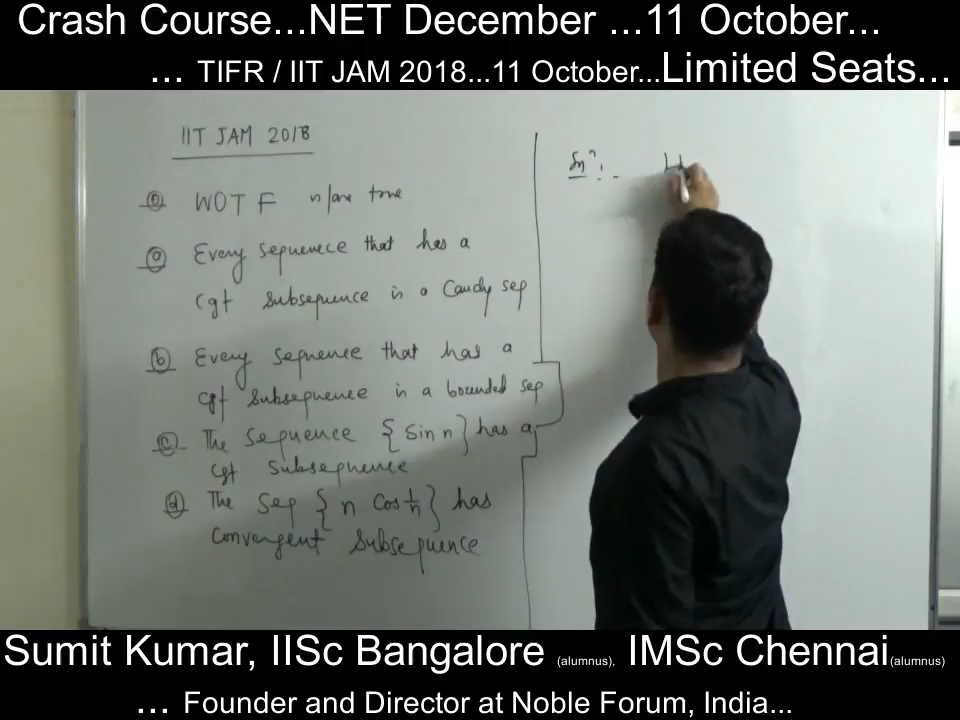 Crash Course...NET December ...11 October...
... TIFR / IIT JAM 2018...11 October...Limited Seats...
IIT JAM 2018
Q WOTF is/are true
a Every sequence that has a
cgt subsequence is a Cauchy seq
b Every sequence that has a
cgt subsequence is a bounded seq
c The sequence {sin n} has a
cgt subsequence
d The seq {n cos 1/n} has
convergent subsequence
Sn?:-
Sumit Kumar, IISc Bangalore (alumnus), IMSc Chennai(alumnus)
... Founder and Director at Noble Forum, India...